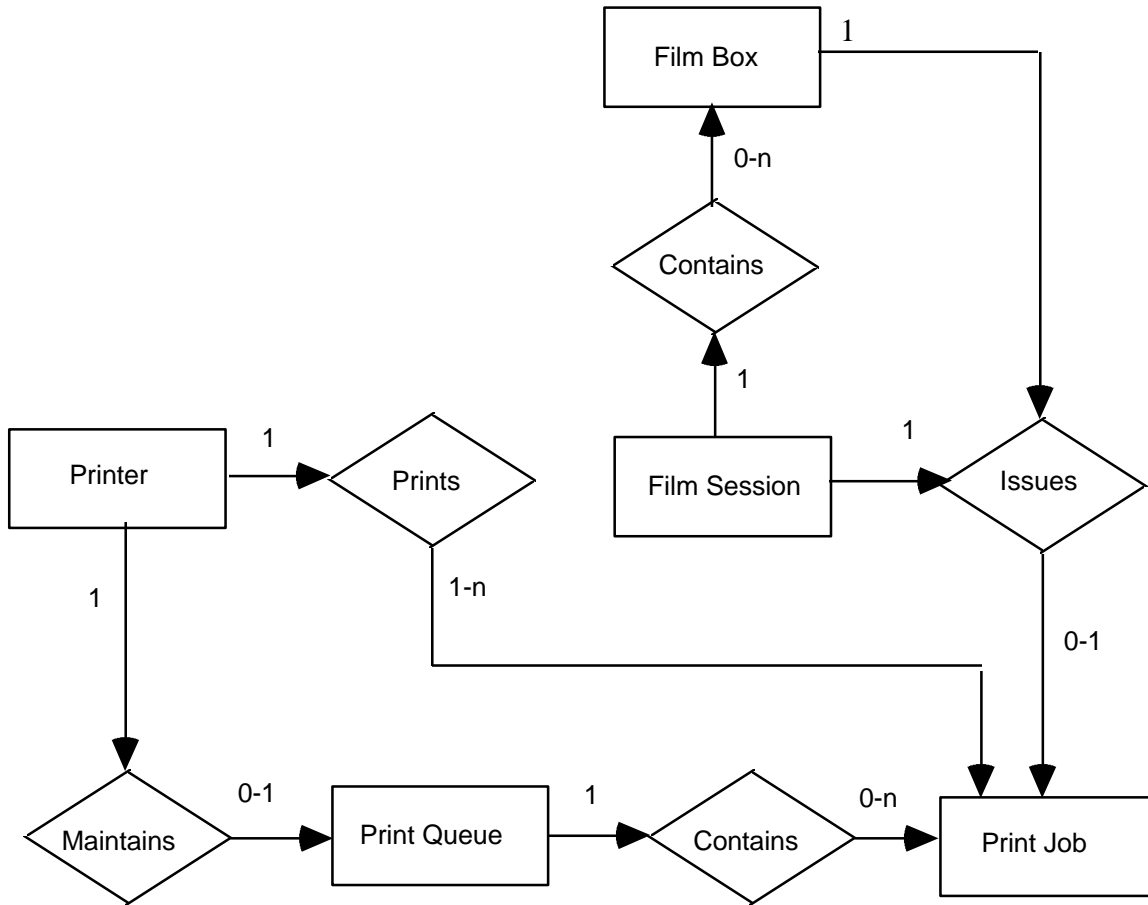 1
Film Box
0-n
Contains
1
1
1
Printer
Prints
Film Session
Issues
1
1-n
0-1
0-1
1
0-n
Maintains
Print Queue
Contains
Print Job